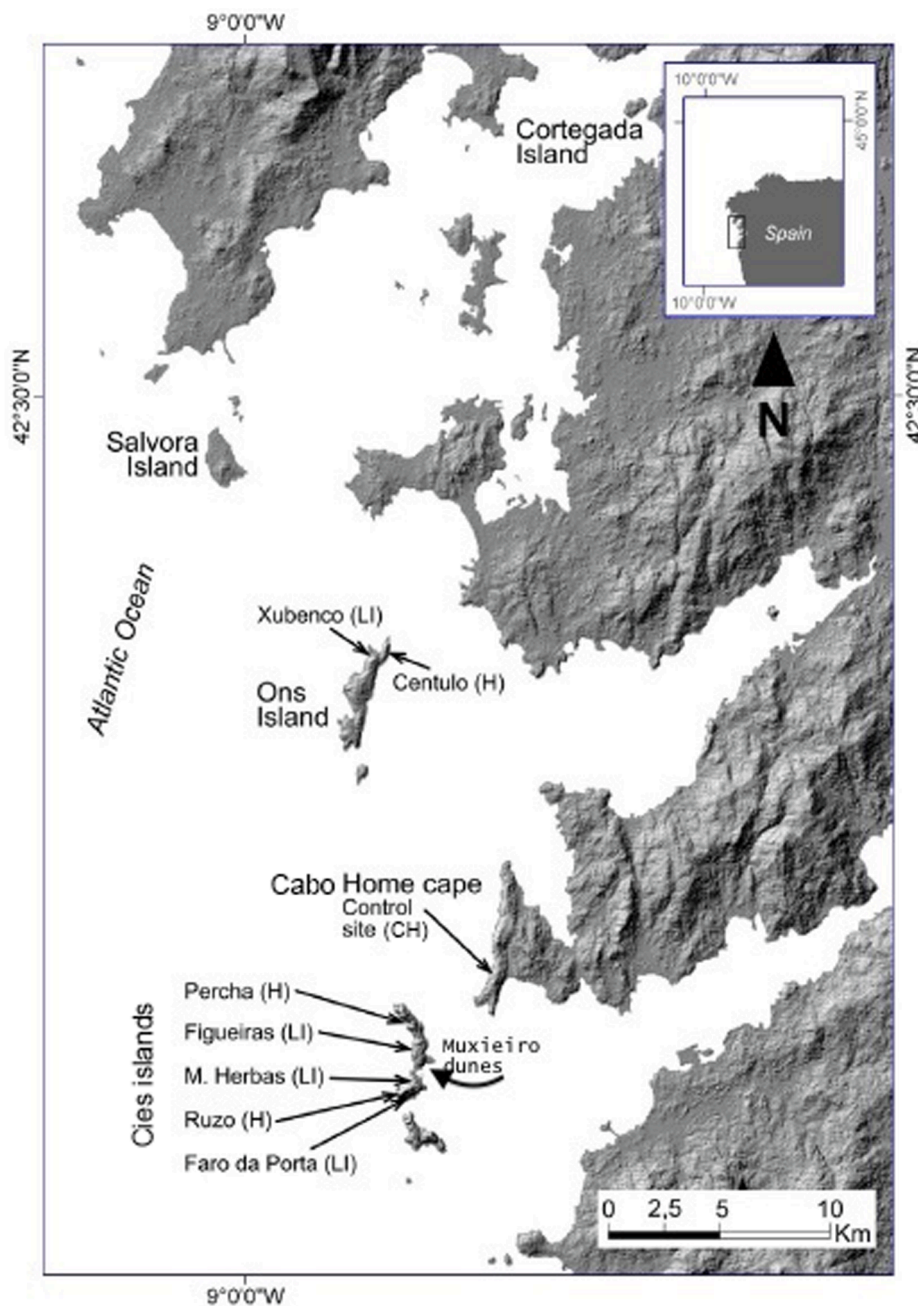 9°0'0"W
10°0'0"W
45°0'0"N
Cortegada
Island
Spain
10°0'0"W
N
42°30'0"N
42°30'0"N
Salvora
Island
Atlantic Ocean
Xubenco (LI)
Centulo (H)
Ons
Island
Cabo Home cape
Control
site (CH)
Cies islands
Percha (H)
Figueiras (LI)
Muxieiro
dunes
M. Herbas (LI)
Ruzo (H)
Faro da Porta (LI)
0 2,5 5 10
Km
9°0'0"W